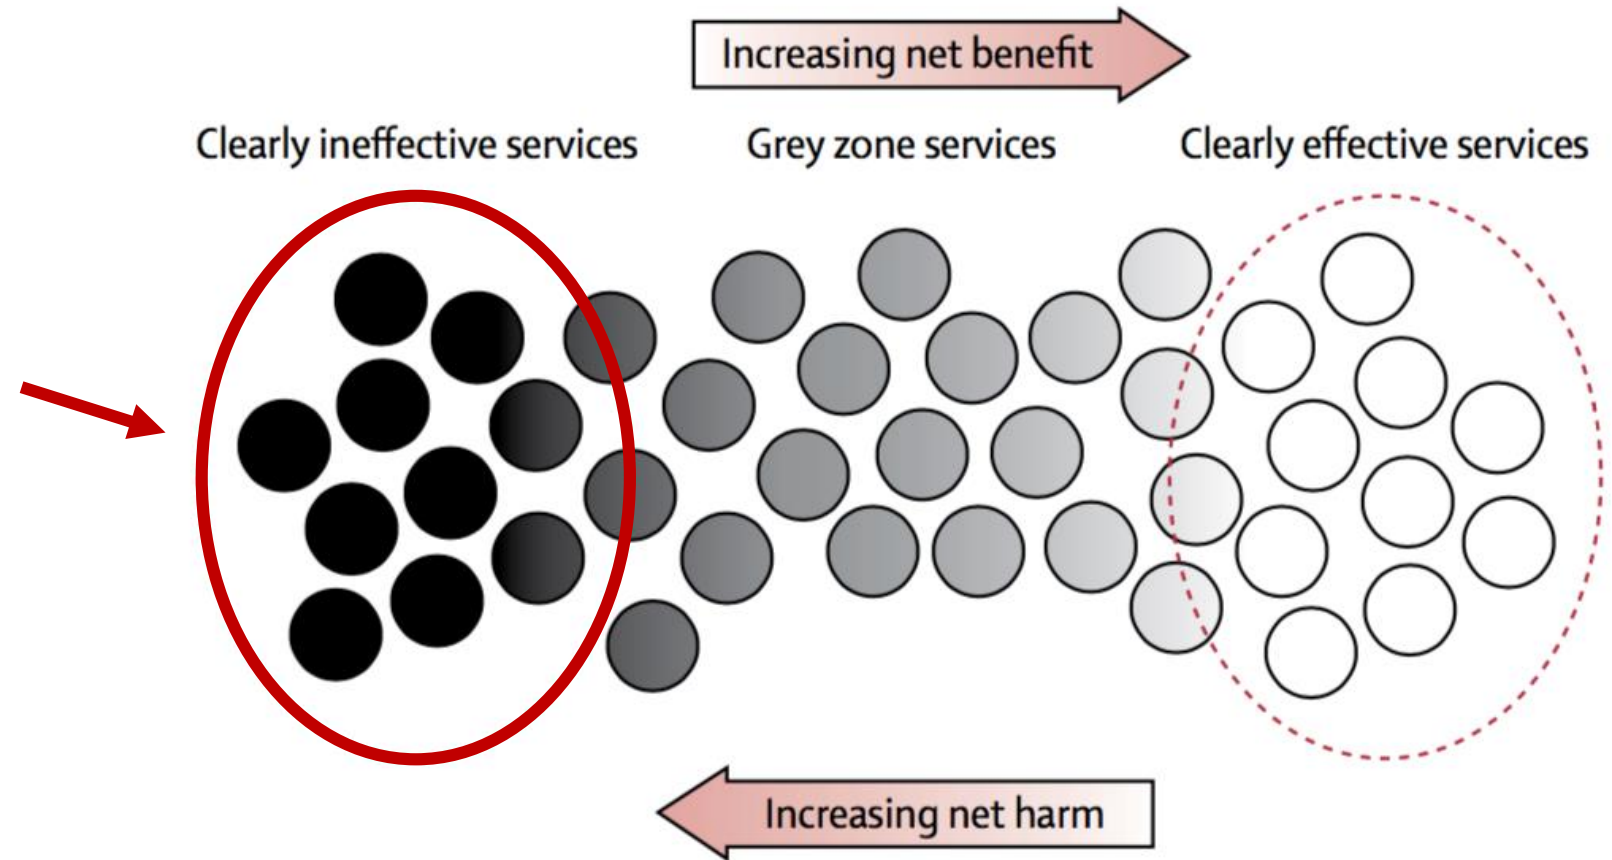 Increasing net benefit
Clearly ineffective services
Grey zone services
Clearly effective services
Increasing net harm